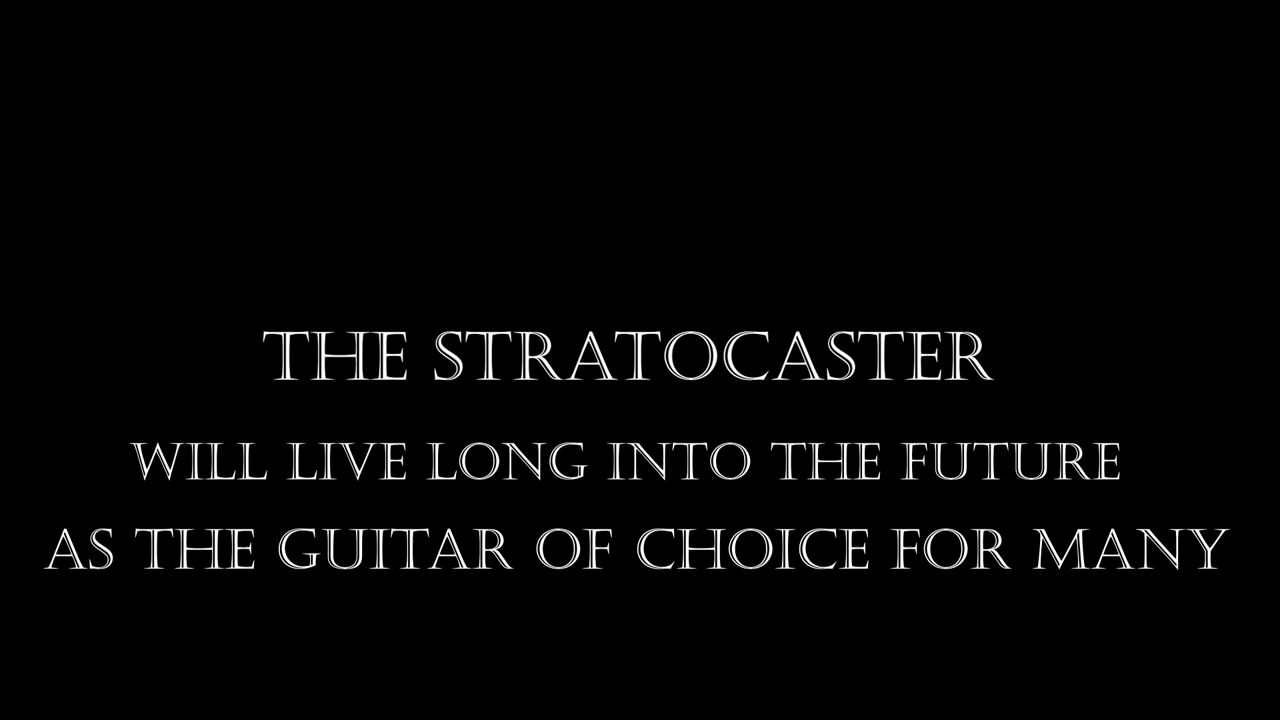 THE STRATOCASTER
WILL LIVE LONG INTO THE FUTURE
AS THE GUITAR OF CHOICE FOR MANY